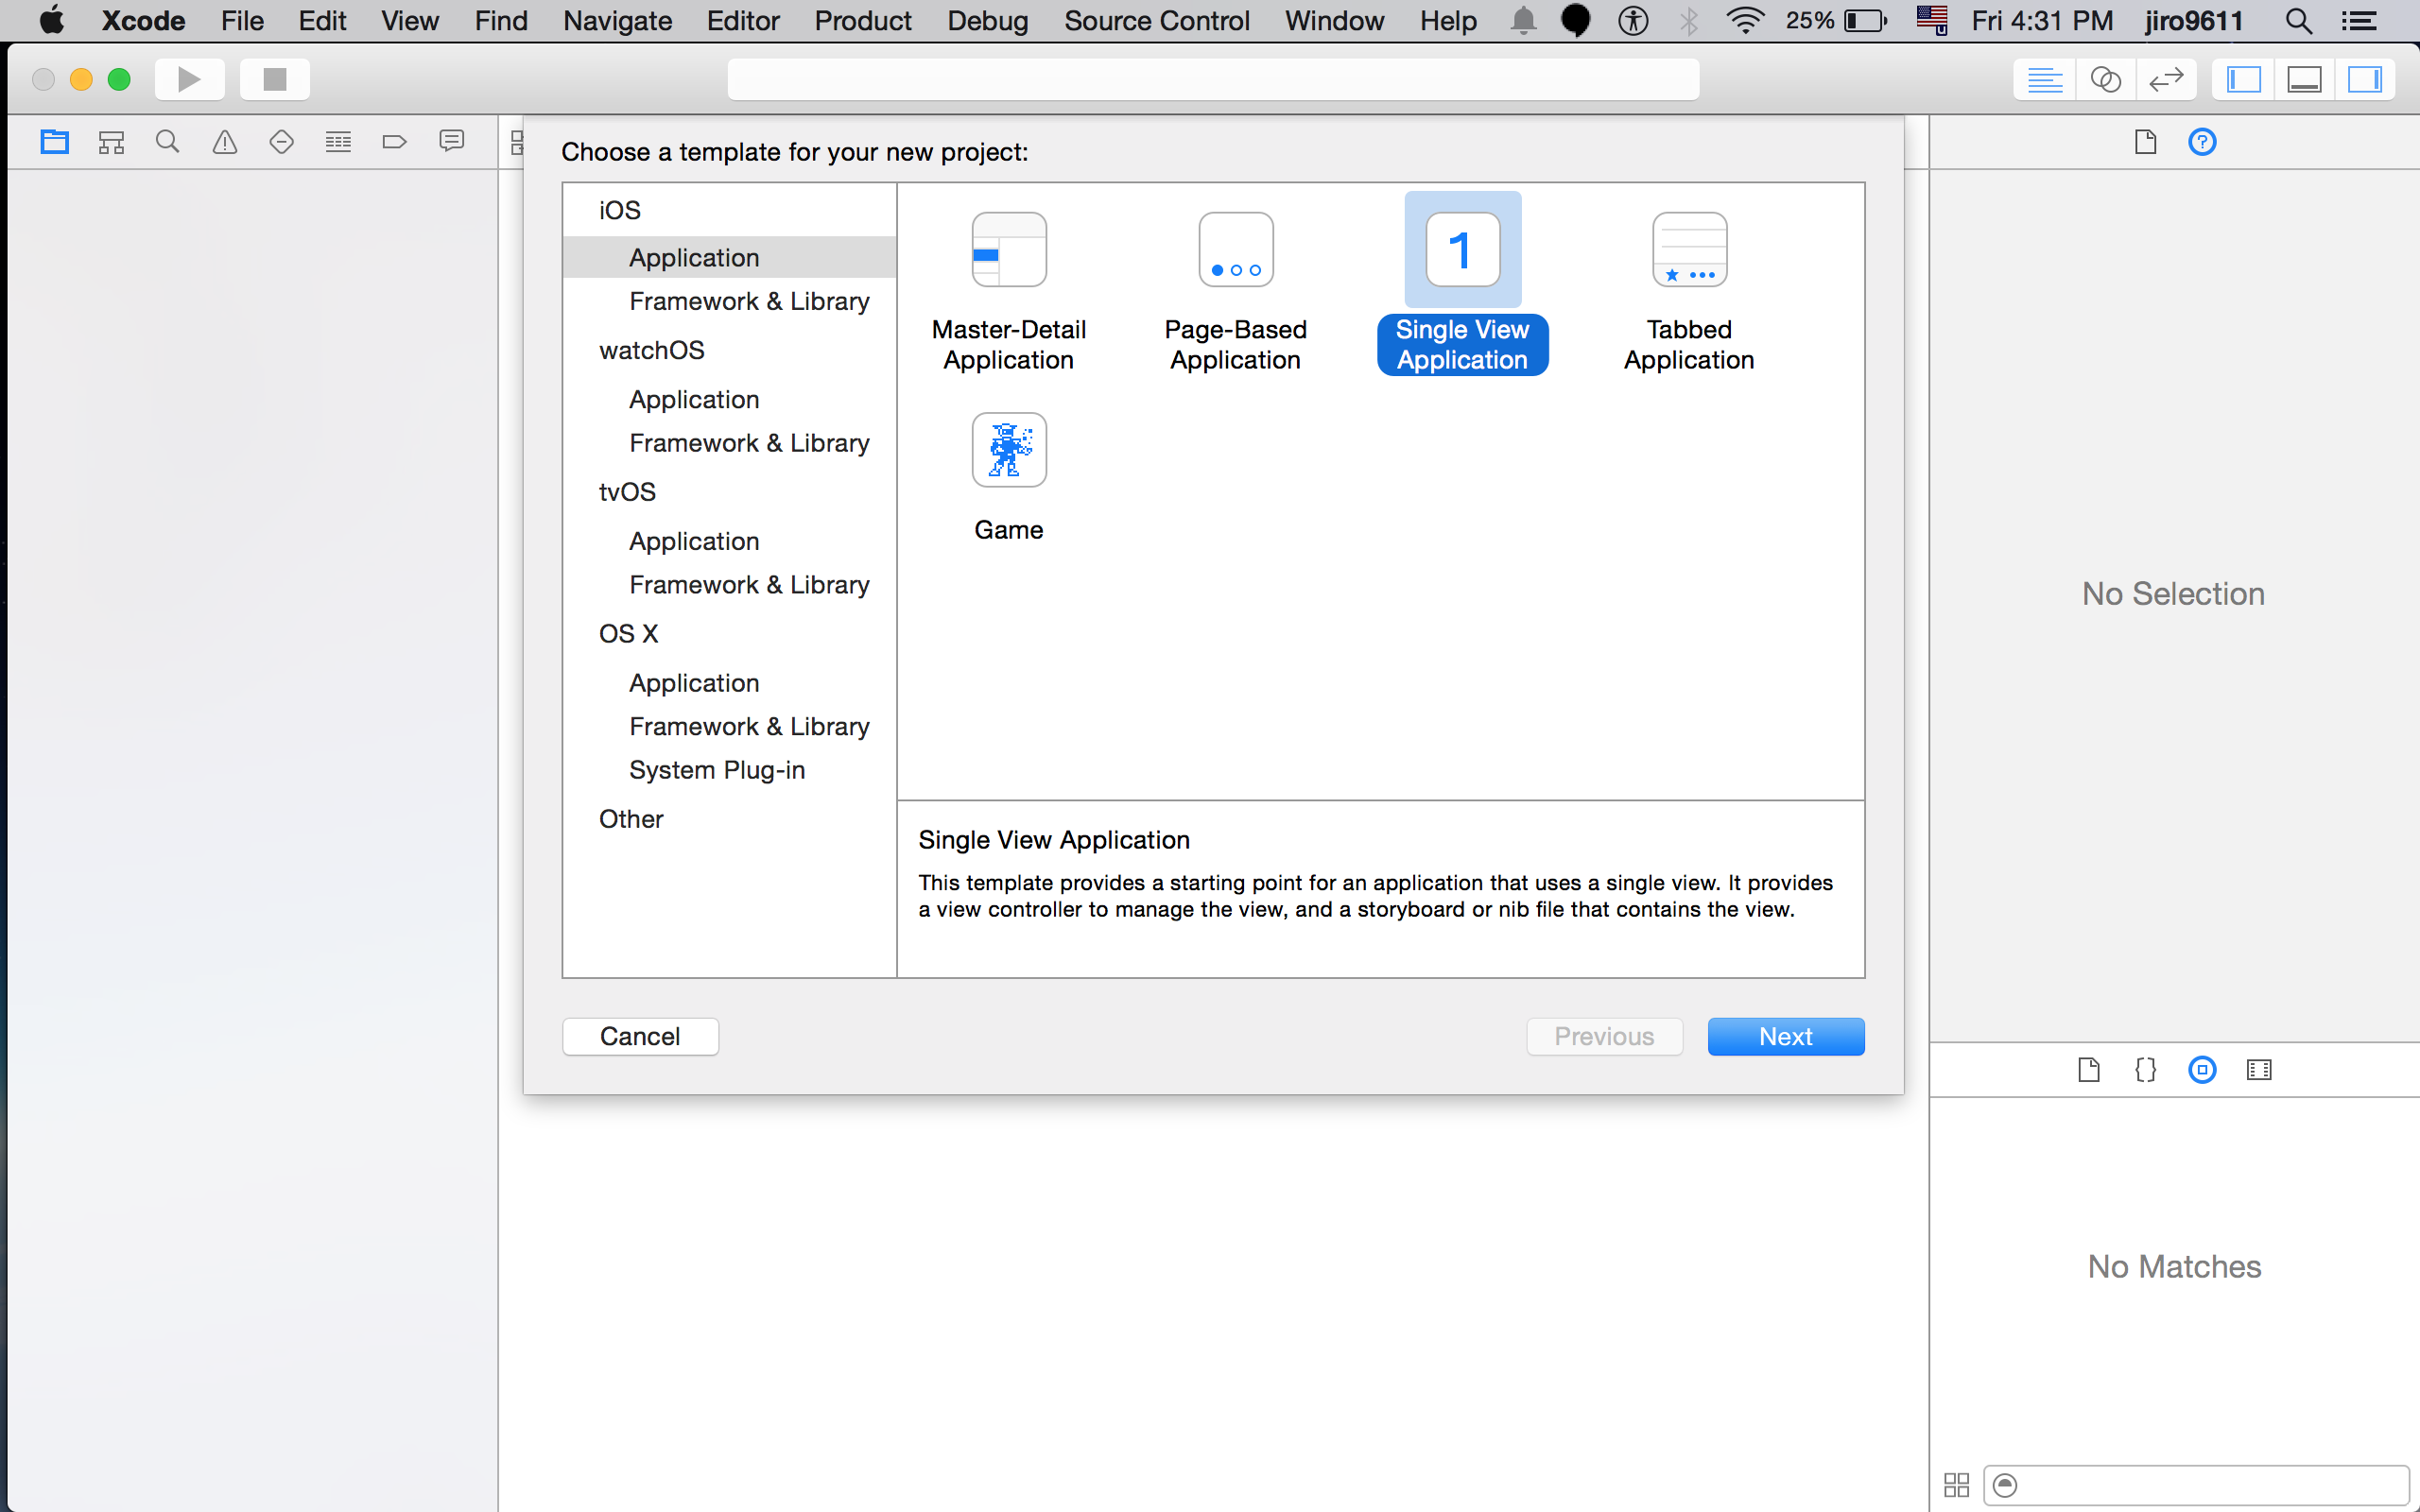 Xcode File Edit View Find Navigate Editor Product Debug Source Control Window Help 25% Fri 4:31 PM jiro9611
Choose a template for your new project:
iOS
Application
Framework & Library
watchOS
Application
Framework & Library
tvOS
Application
Framework & Library
OS X
Application
Framework & Library
System Plug-in
Other
Master-Detail
Application
Page-Based
Application
1
Single View
Application
Tabbed
Application
Game
Single View Application
This template provides a starting point for an application that uses a single view. It provides
a view controller to manage the view, and a storyboard or nib file that contains the view.
Cancel
Previous
Next
No Selection
No Matches